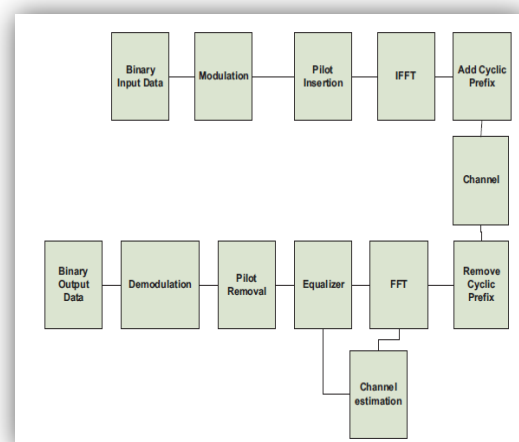 Binary
Input Data
Modulation
Pilot
Insertion
IFFT
Add Cyclic
Prefix
Channel
Binary
Output
Data
Demodulation
Pilot
Removal
Equalizer
FFT
Remove
Cyclic
Prefix
Channel
estimation